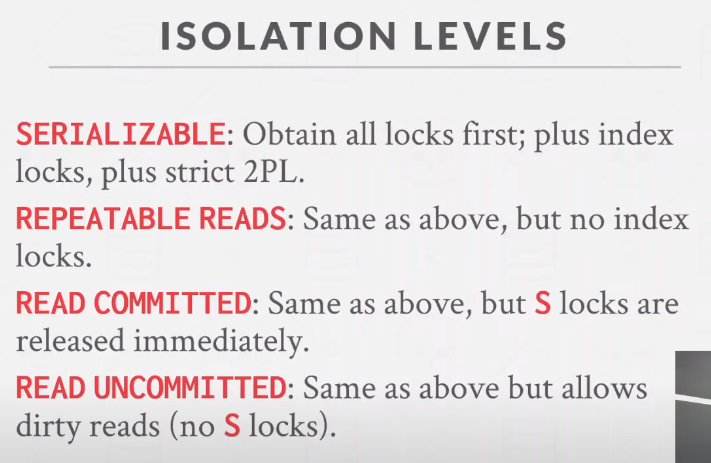 ISOLATION LEVELS
SERIALIZABLE: Obtain all locks first; plus index
locks, plus strict 2PL.
REPEATABLE READS: Same as above, but no index
locks.
READ COMMITTED: Same as above, but S locks are
released immediately.
READ UNCOMMITTED: Same as above but allows
dirty reads (no S locks).